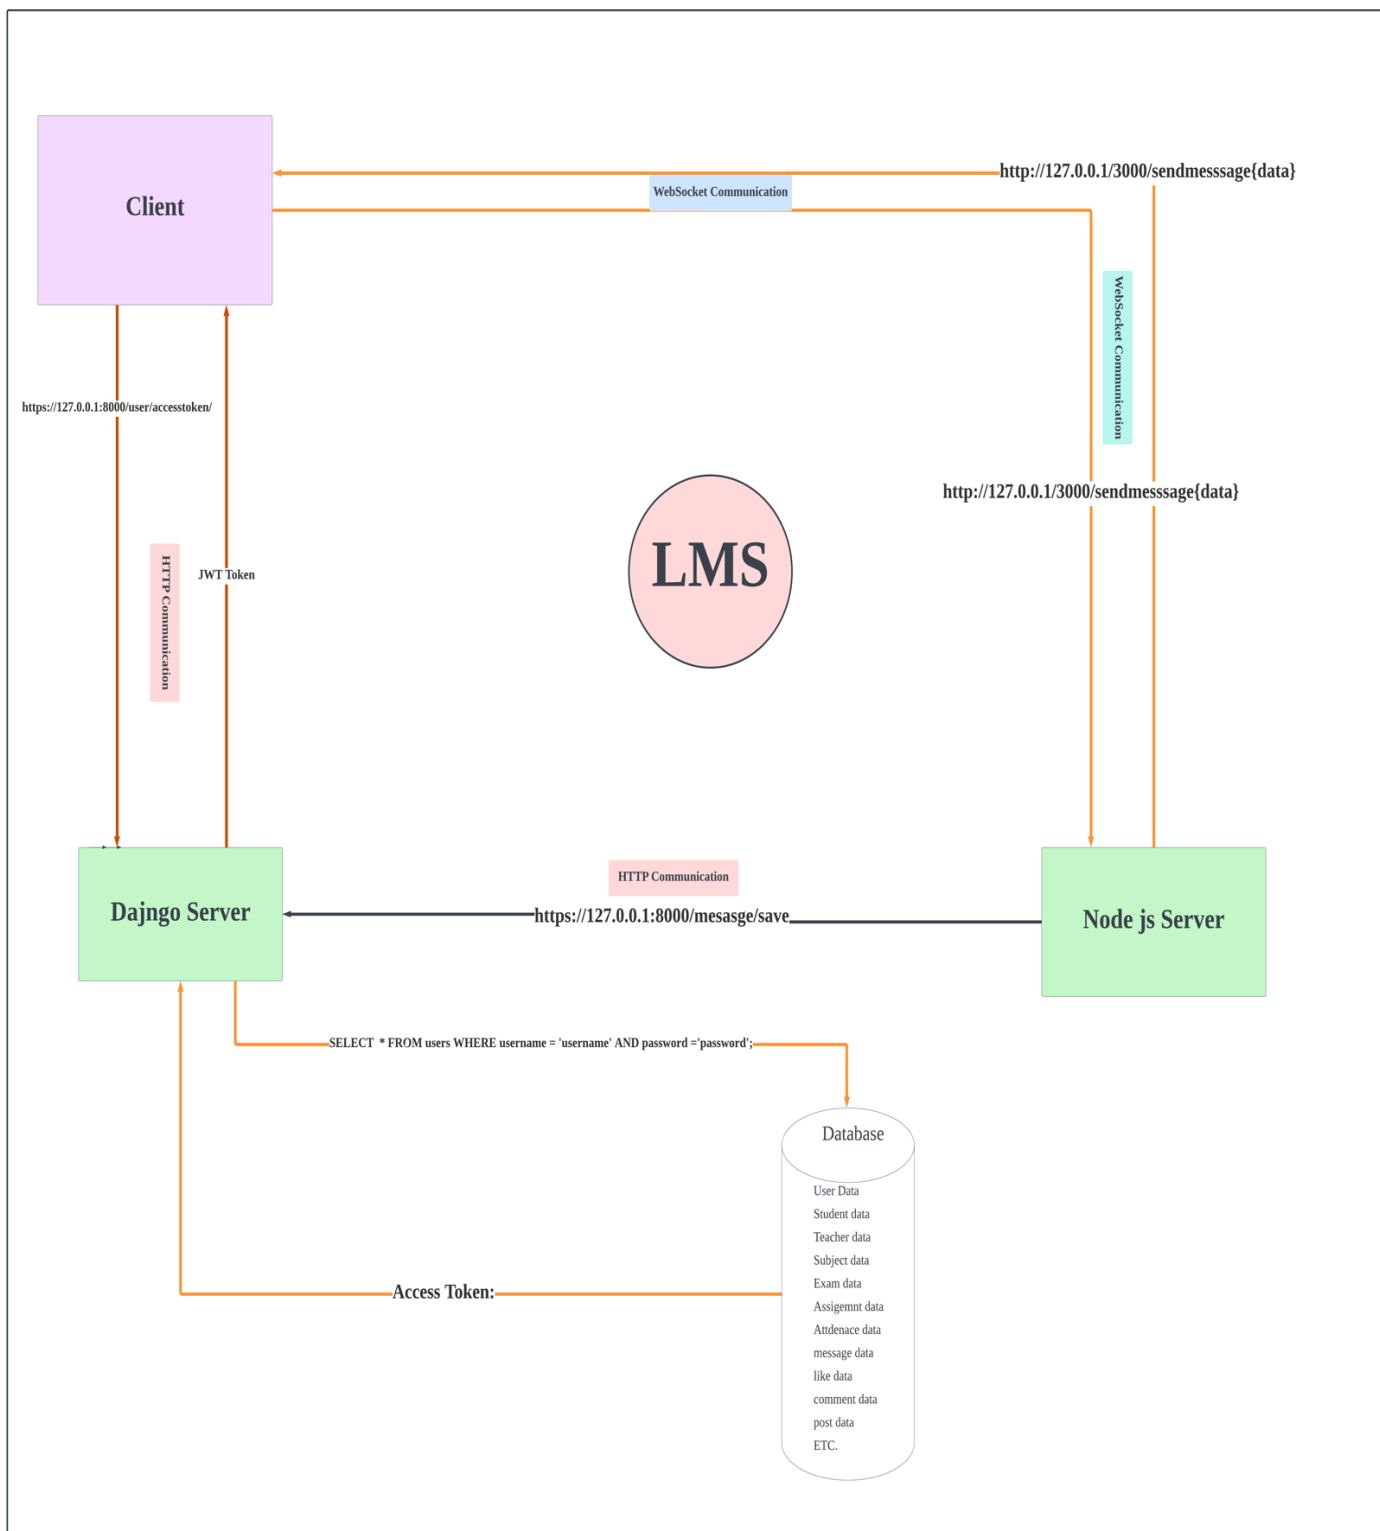 http://127.0.0.1/3000/sendmesssage{data}
WebSocket Communication
Client
WebSocket Communication
https://127.0.0.1:8000/user/accesstoken/
http://127.0.0.1/3000/sendmesssage{data}
LMS
JWT Token
HTTP Communication
HTTP Communication
Dajngo Server
https://127.0.0.1:8000/mesasge/save
Node js Server
SELECT * FROM users WHERE username = 'username' AND password ='password';
Database
User Data
Student data
Teacher data
Subject data
Exam data
Access Token:
Assigemnt data
Attdenace data
message data
like data
comment data
post data
ETC.